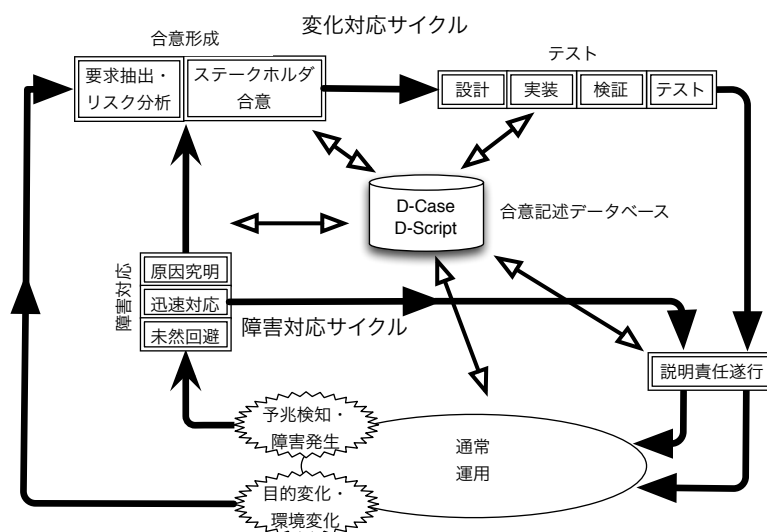 変化対応サイクル
合意形成
テスト
要求抽出・
リスク分析
ステークホルダ
合意
設計
実装
検証
テスト
D-Case
D-Script
合意記述データベース
障害対応
原因究明
迅速対応
未然回避
障害対応サイクル
説明責任遂行
予兆検知・
障害発生
通常
運用
目的変化・
環境変化